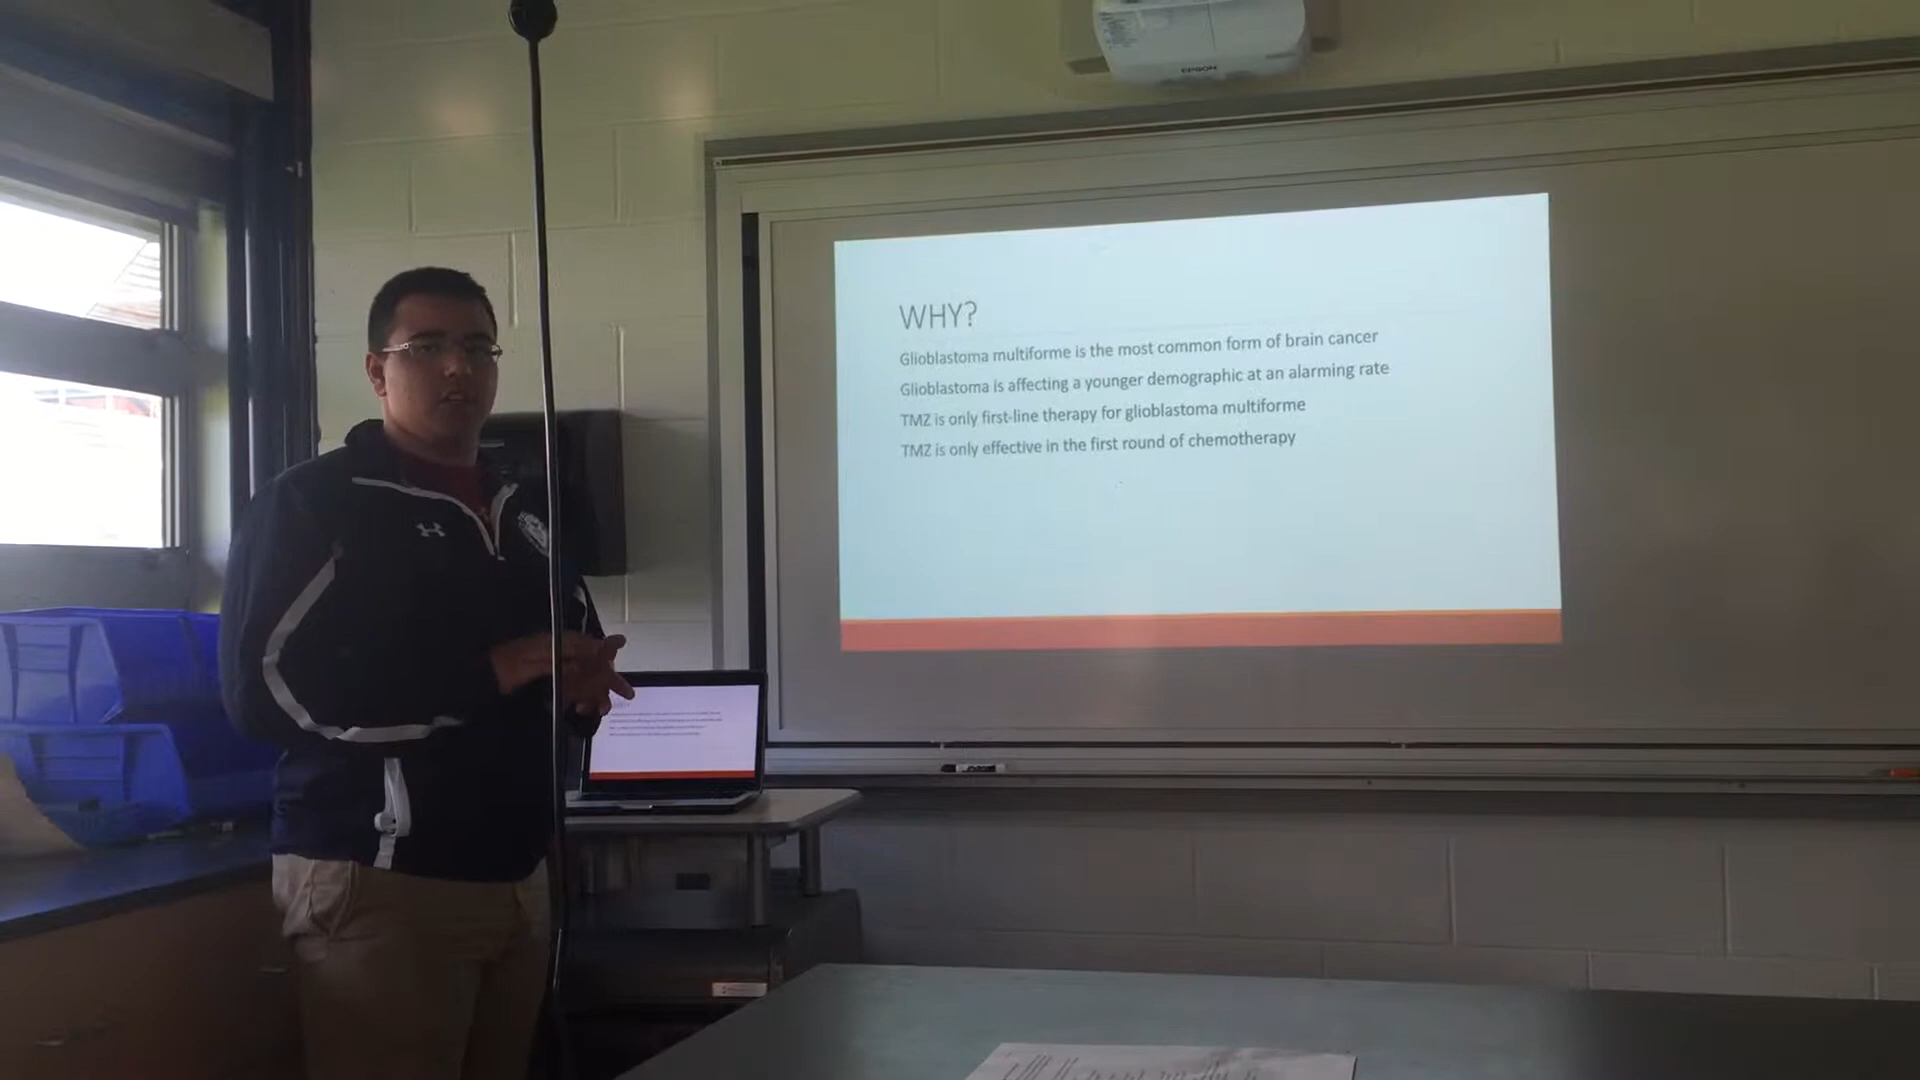 EPSON
WHY?
Glioblastoma multiforme is the most common form of brain cancer
Glioblastoma is affecting a younger demographic at an alarming rate
TMZ is only first-line therapy for glioblastoma multiforme
TMZ is only effective in the first round of chemotherapy